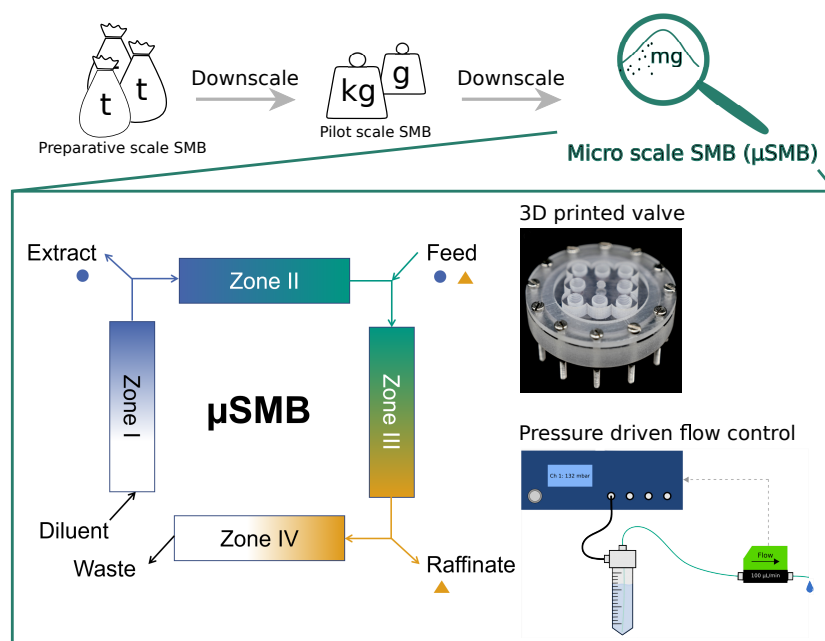 t
t
Preparative scale SMB
Downscale
kg
g
Pilot scale SMB
Downscale
mg
Micro scale SMB (µSMB)
Extract
Zone II
Feed
Zone I
µSMB
Zone III
Diluent
Waste
Zone IV
Raffinate
3D printed valve
Pressure driven flow control
Ch 1: 132 mbar
Flow
100 µL/min